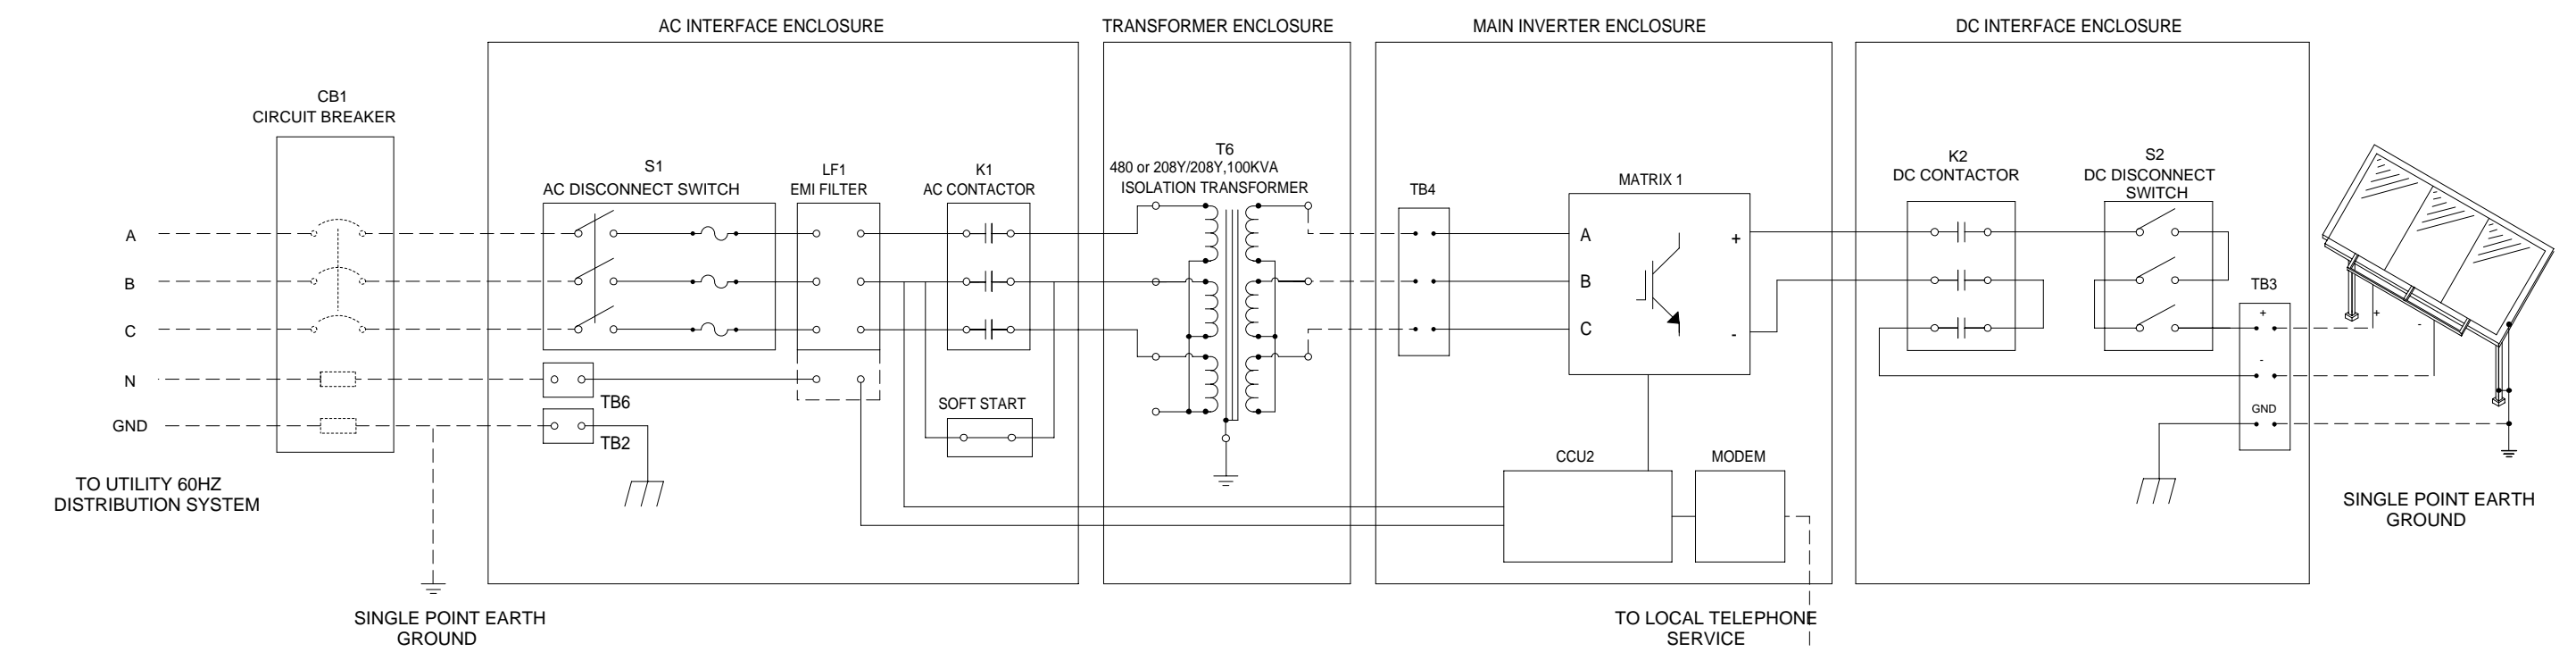 AC INTERFACE ENCLOSURE
TRANSFORMER ENCLOSURE
MAIN INVERTER ENCLOSURE
DC INTERFACE ENCLOSURE
CB1
CIRCUIT BREAKER
S1
AC DISCONNECT SWITCH
LF1
EMI FILTER
K1
AC CONTACTOR
T6
480 or 208Y/208Y,100KVA
ISOLATION TRANSFORMER
TB4
MATRIX 1
K2
DC CONTACTOR
S2
DC DISCONNECT
SWITCH
TB3
A
B
C
N
GND
A
B
C
+
-
+
-
GND
+
-
TB6
TB2
SOFT START
CCU2
MODEM
TO UTILITY 60HZ
DISTRIBUTION SYSTEM
SINGLE POINT EARTH
GROUND
SINGLE POINT EARTH
GROUND
TO LOCAL TELEPHONE
SERVICE